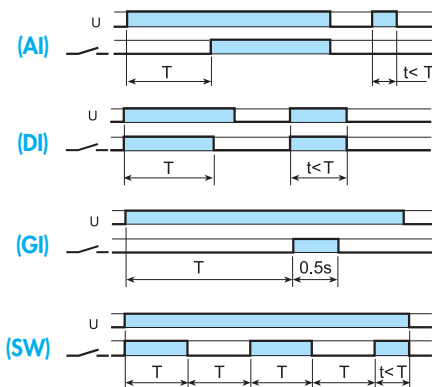 U
(AI)
T t<T
U
(DI)
T t<T
U
(GI)
T 0.5s
U
(SW)
T T T T t<T